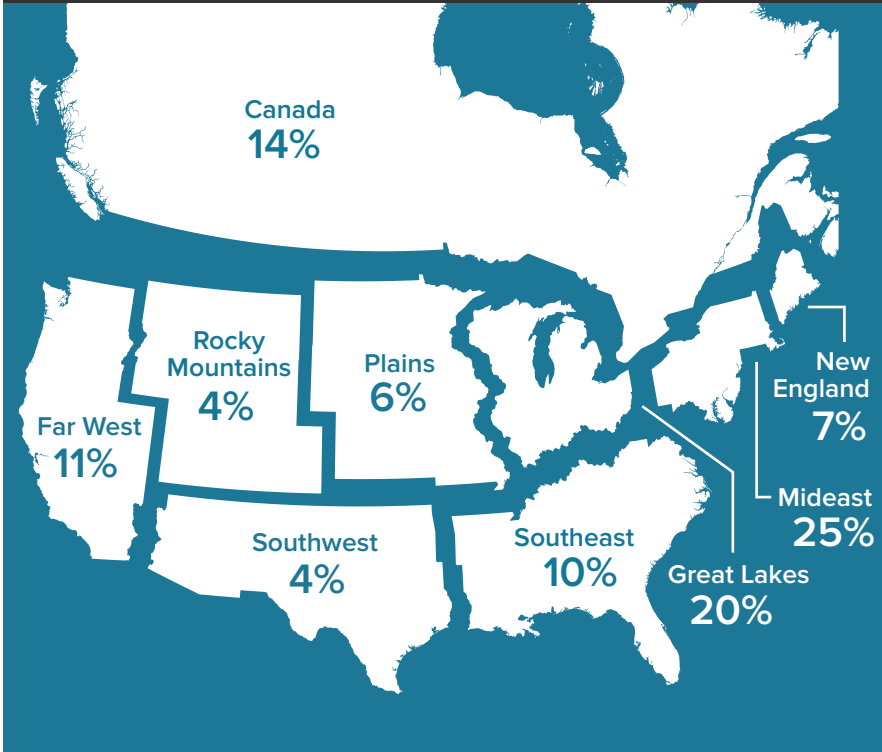 Canada
14%
Rocky
Mountains
4%
Plains
6%
New
England
7%
Far West
11%
Mideast
25%
Southwest
4%
Southeast
10%
Great Lakes
20%